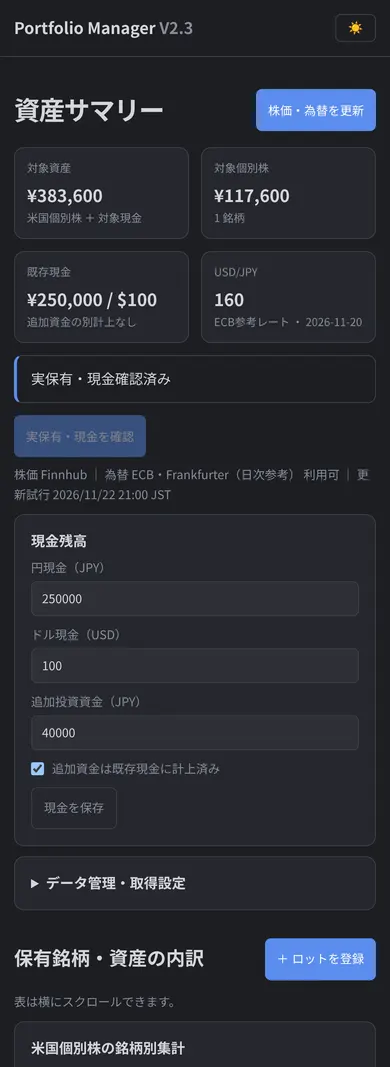 Portfolio Manager V2.3
資産サマリー
株価・為替を更新
対象資産
¥383,600
米国個別株 ＋ 対象現金
対象個別株
¥117,600
1 銘柄
既存現金
¥250,000 / $100
追加資金の別計上なし
USD/JPY
160
ECB参考レート ・ 2026-11-20
実保有・現金確認済み
実保有・現金を確認
株価 Finnhub ｜ 為替 ECB・Frankfurter（日次参考） 利用可 ｜ 更
新試行 2026/11/22 21:00 JST
現金残高
円現金（JPY）
250000
ドル現金（USD）
100
追加投資資金（JPY）
40000
追加資金は既存現金に計上済み
現金を保存
▶ データ管理・取得設定
保有銘柄・資産の内訳
＋ ロットを登録
表は横にスクロールできます。
米国個別株の銘柄別集計